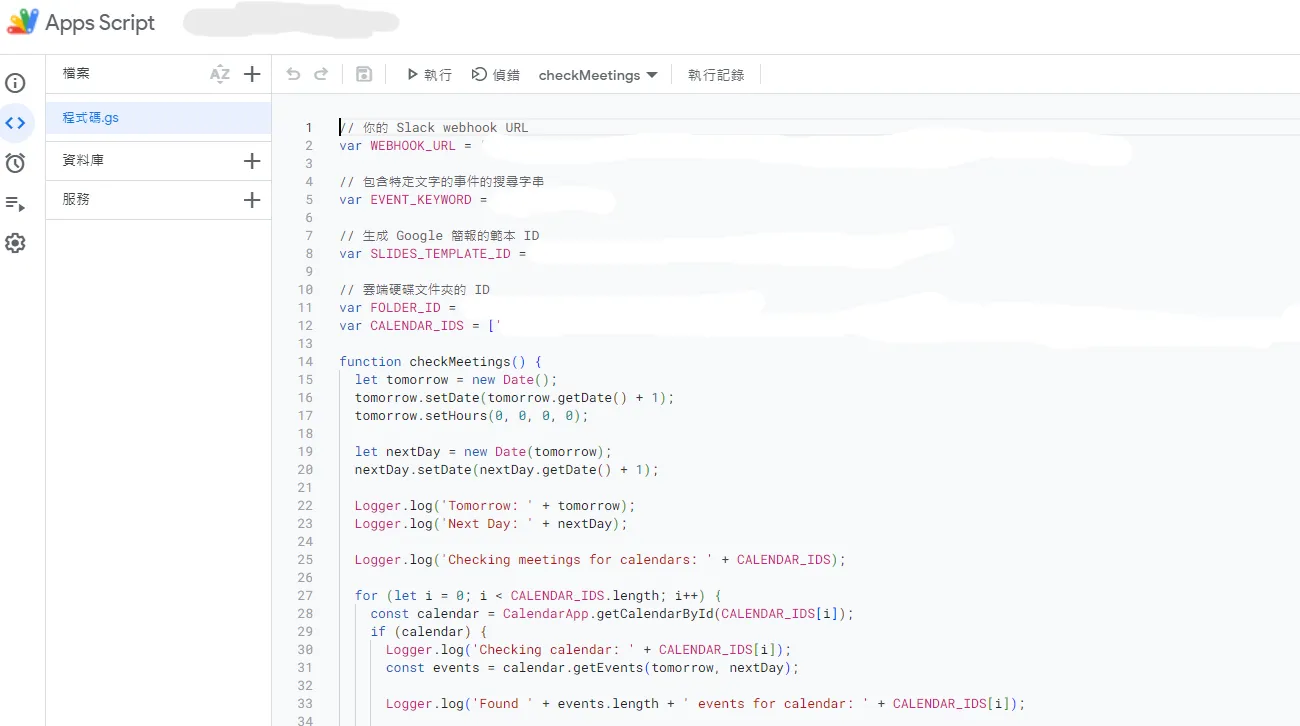 Apps Script
檔案
執行
偵錯
checkMeetings
執行記錄
程式碼.gs
資料庫
服務
1 // 你的 Slack webhook URL
2 var WEBHOOK_URL = '
3
4 // 包含特定文字的事件的搜尋字串
5 var EVENT_KEYWORD =
6
7 // 生成 Google 簡報的範本 ID
8 var SLIDES_TEMPLATE_ID =
9
10 // 雲端硬碟文件夾的 ID
11 var FOLDER_ID =
12 var CALENDAR_IDS = ['
13
14 function checkMeetings() {
15 let tomorrow = new Date();
16 tomorrow.setDate(tomorrow.getDate() + 1);
17 tomorrow.setHours(0, 0, 0, 0);
18
19 let nextDay = new Date(tomorrow);
20 nextDay.setDate(nextDay.getDate() + 1);
21
22 Logger.log('Tomorrow: ' + tomorrow);
23 Logger.log('Next Day: ' + nextDay);
24
25 Logger.log('Checking meetings for calendars: ' + CALENDAR_IDS);
26
27 for (let i = 0; i < CALENDAR_IDS.length; i++) {
28 const calendar = CalendarApp.getCalendarById(CALENDAR_IDS[i]);
29 if (calendar) {
30 Logger.log('Checking calendar: ' + CALENDAR_IDS[i]);
31 const events = calendar.getEvents(tomorrow, nextDay);
32
33 Logger.log('Found ' + events.length + ' events for calendar: ' + CALENDAR_IDS[i]);
34